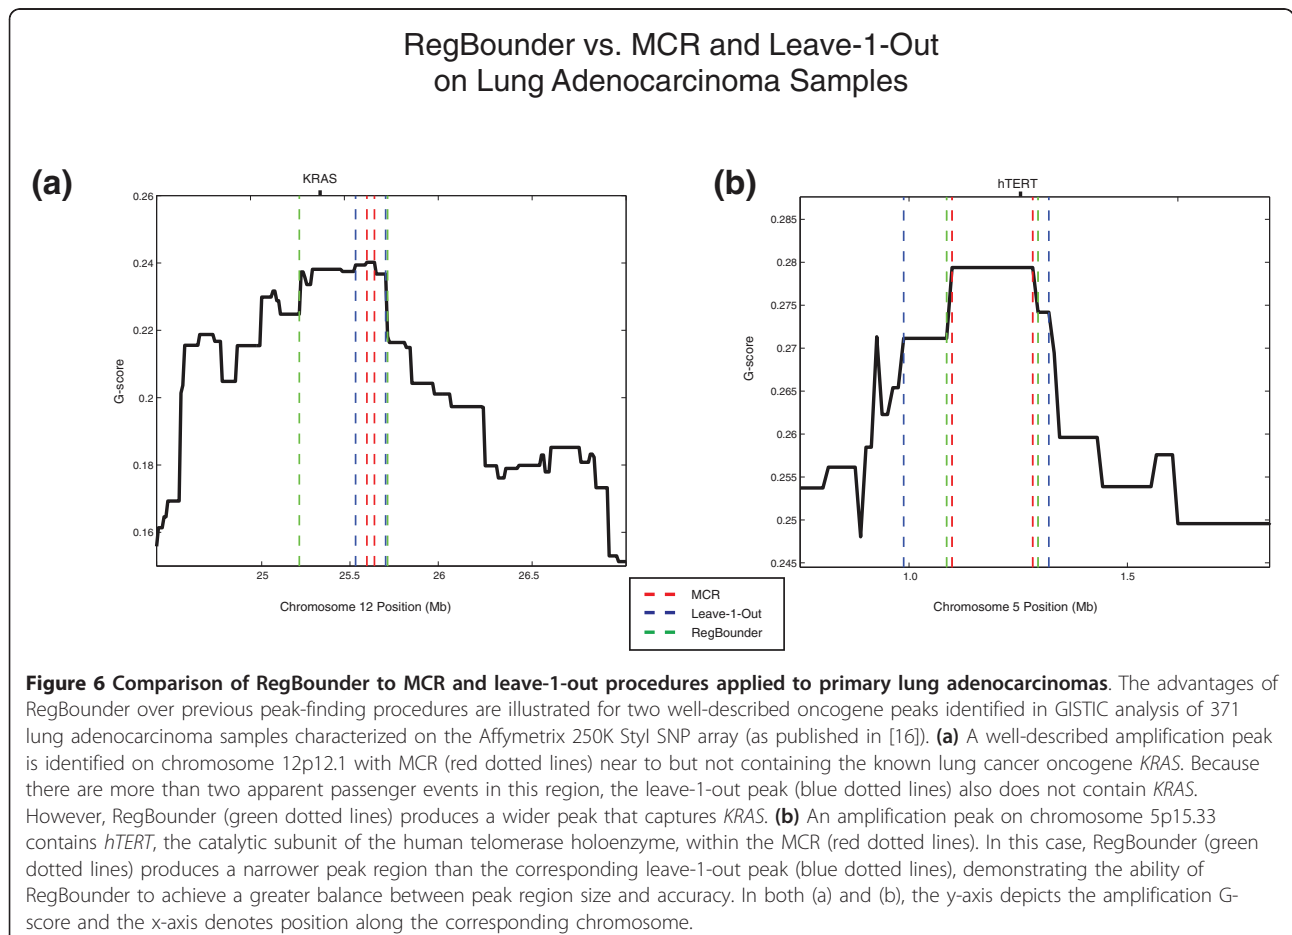 RegBounder vs. MCR and Leave-1-Out
on Lung Adenocarcinoma Samples
(a)
KRAS
0.26
0.24
0.22
0.2
0.18
0.16
G-score
25
25.5
26
26.5
Chromosome 12 Position (Mb)
(b)
hTERT
0.285
0.28
0.275
0.27
0.265
0.26
0.255
0.25
0.245
G-score
1.0
1.5
Chromosome 5 Position (Mb)
MCR
Leave-1-Out
RegBounder
Figure 6 Comparison of RegBounder to MCR and leave-1-out procedures applied to primary lung adenocarcinomas. The advantages of
RegBounder over previous peak-finding procedures are illustrated for two well-described oncogene peaks identified in GISTIC analysis of 371
lung adenocarcinoma samples characterized on the Affymetrix 250K StyI SNP array (as published in [16]). (a) A well-described amplification peak
is identified on chromosome 12p12.1 with MCR (red dotted lines) near to but not containing the known lung cancer oncogene KRAS. Because
there are more than two apparent passenger events in this region, the leave-1-out peak (blue dotted lines) also does not contain KRAS.
However, RegBounder (green dotted lines) produces a wider peak that captures KRAS. (b) An amplification peak on chromosome 5p15.33
contains hTERT, the catalytic subunit of the human telomerase holoenzyme, within the MCR (red dotted lines). In this case, RegBounder (green
dotted lines) produces a narrower peak region than the corresponding leave-1-out peak (blue dotted lines), demonstrating the ability of
RegBounder to achieve a greater balance between peak region size and accuracy. In both (a) and (b), the y-axis depicts the amplification G-
score and the x-axis denotes position along the corresponding chromosome.